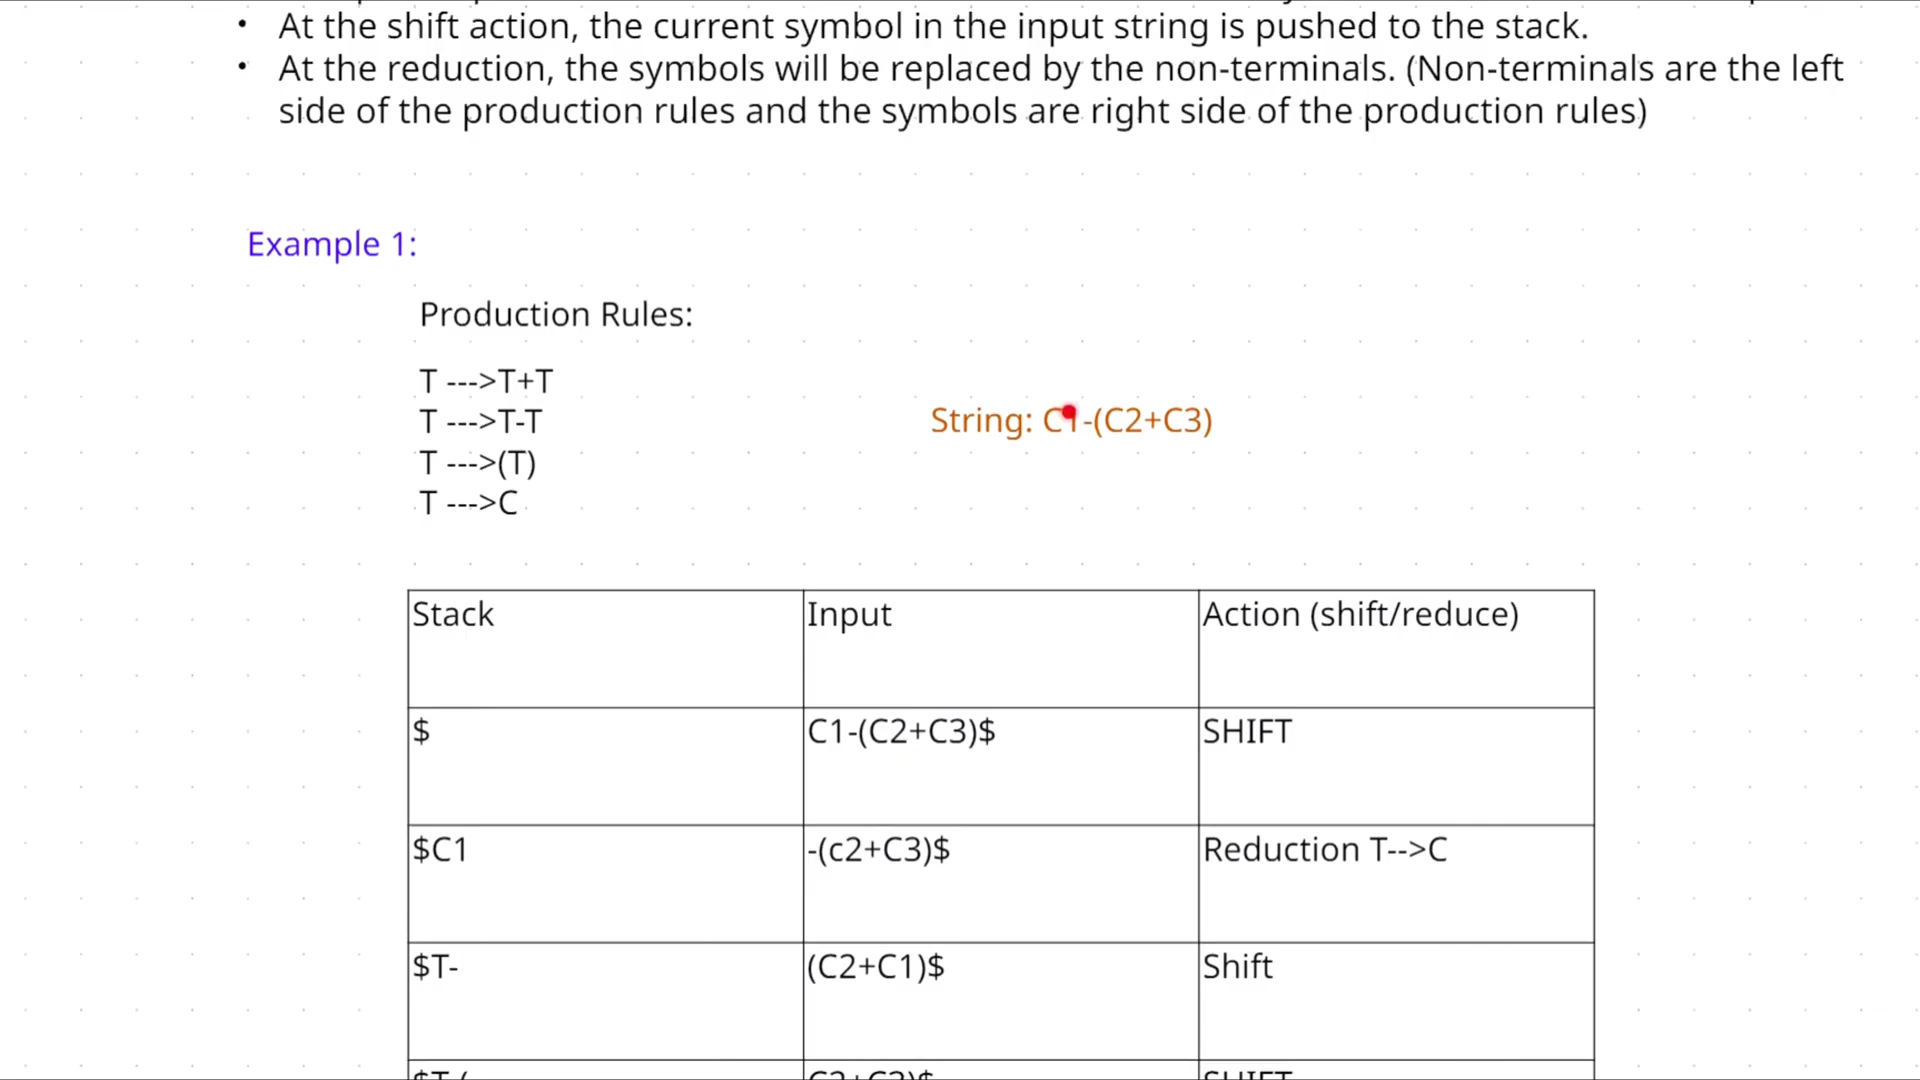 • At the shift action, the current symbol in the input string is pushed to the stack.
• At the reduction, the symbols will be replaced by the non-terminals. (Non-terminals are the left
side of the production rules and the symbols are right side of the production rules)
Example 1:
Production Rules:
T --->T+T
T --->T-T
String: C1-(C2+C3)
T --->(T)
T --->C
Stack Input Action (shift/reduce)
$ C1-(C2+C3)$ SHIFT
$C1 -(c2+C3)$ Reduction T-->C
$T- (C2+C1)$ Shift